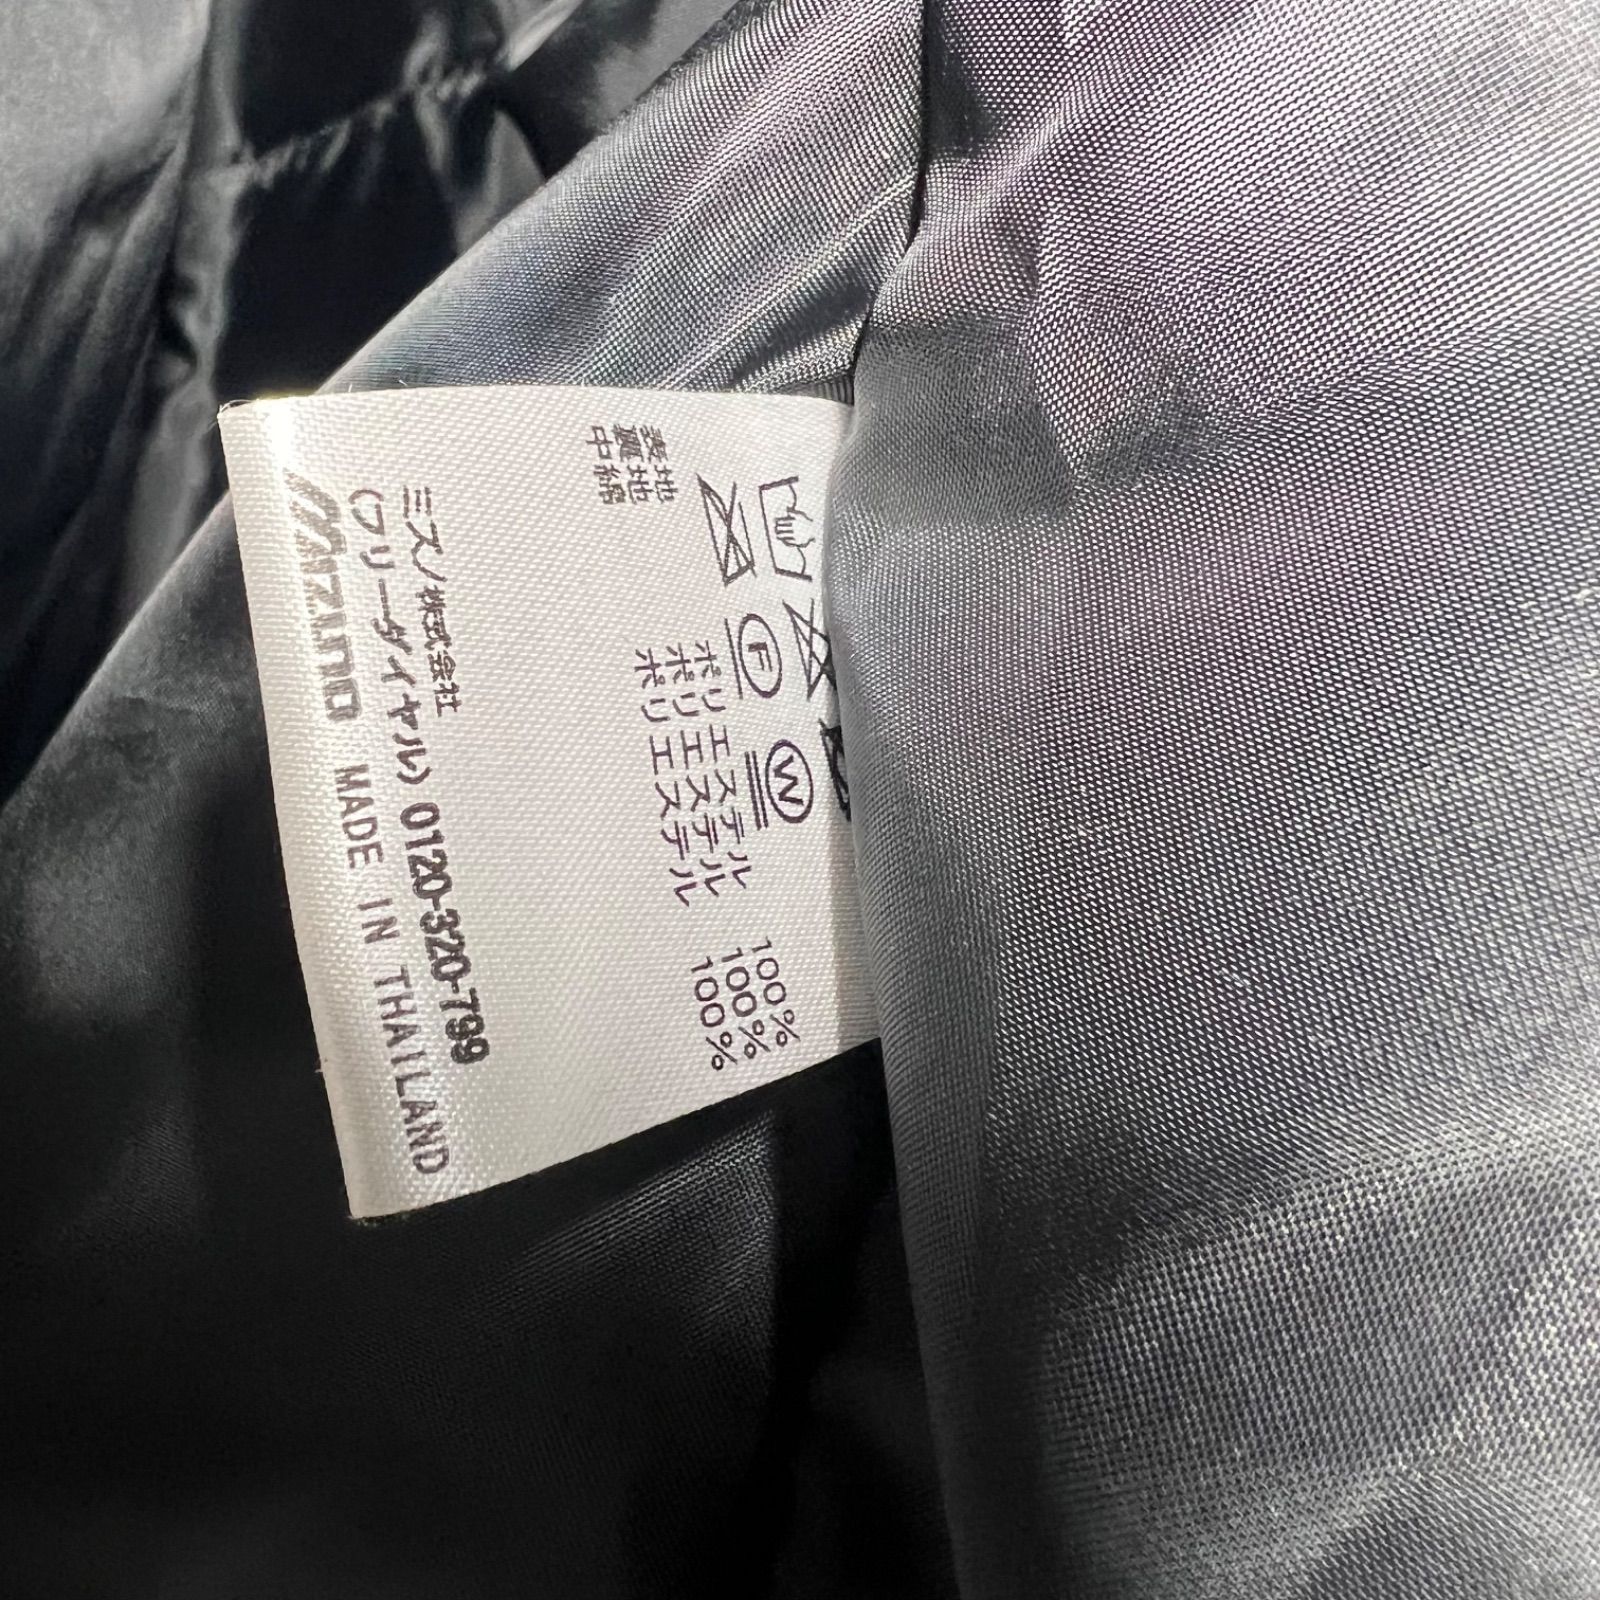 F W
表地 ポリエステル 100%
裏地 ポリエステル 100%
中綿 ポリエステル 100%
ミズノ株式会社
(フリーダイヤル) 0120-320-799
MIZUNO MADE IN THAILAND